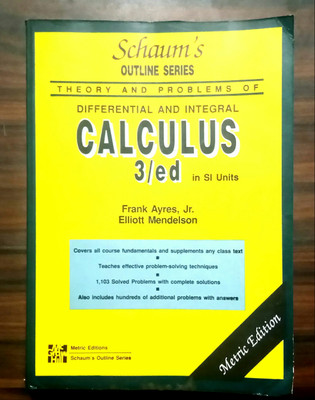 Schaum's
OUTLINE SERIES
THEORY AND PROBLEMS OF
DIFFERENTIAL AND INTEGRAL
CALCULUS
3/ed in SI Units
Frank Ayres, Jr.
Elliott Mendelson
Covers all course fundamentals and supplements any class text
Teaches effective problem-solving techniques
1,103 Solved Problems with complete solutions
Also includes hundreds of additional problems with answers
Metric Edition
Metric Editions
Schaum's Outline Series